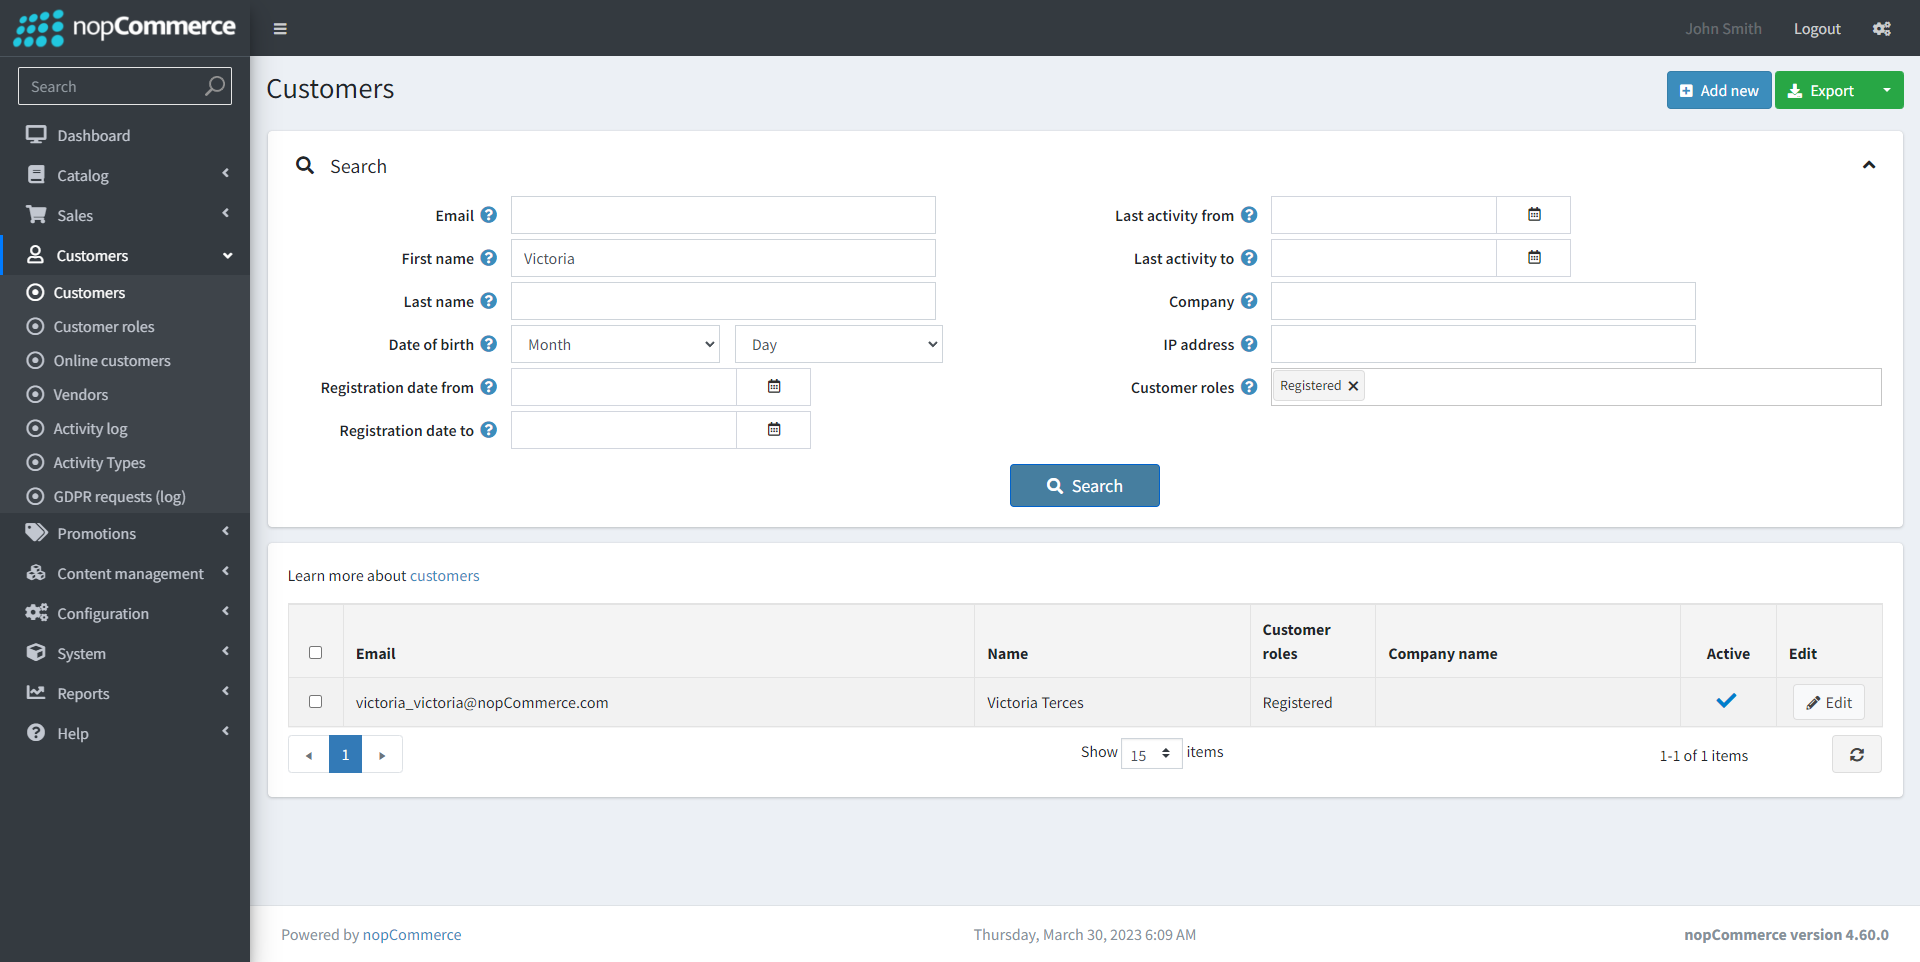 nopCommerce
John Smith
Logout
Search
Customers
Add new
Export
Dashboard
Catalog
Sales
Customers
Customers
Customer roles
Online customers
Vendors
Activity log
Activity Types
GDPR requests (log)
Promotions
Content management
Configuration
System
Reports
Help
Search
Email
First name
Victoria
Last name
Date of birth
Month
Day
Registration date from
Registration date to
Last activity from
Last activity to
Company
IP address
Customer roles
Registered
Search
Learn more about customers
Email
Name
Customer
roles
Company name
Active
Edit
victoria_victoria@nopCommerce.com
Victoria Terces
Registered
Edit
1
Show 15 items
1-1 of 1 items
Powered by nopCommerce
Thursday, March 30, 2023 6:09 AM
nopCommerce version 4.60.0